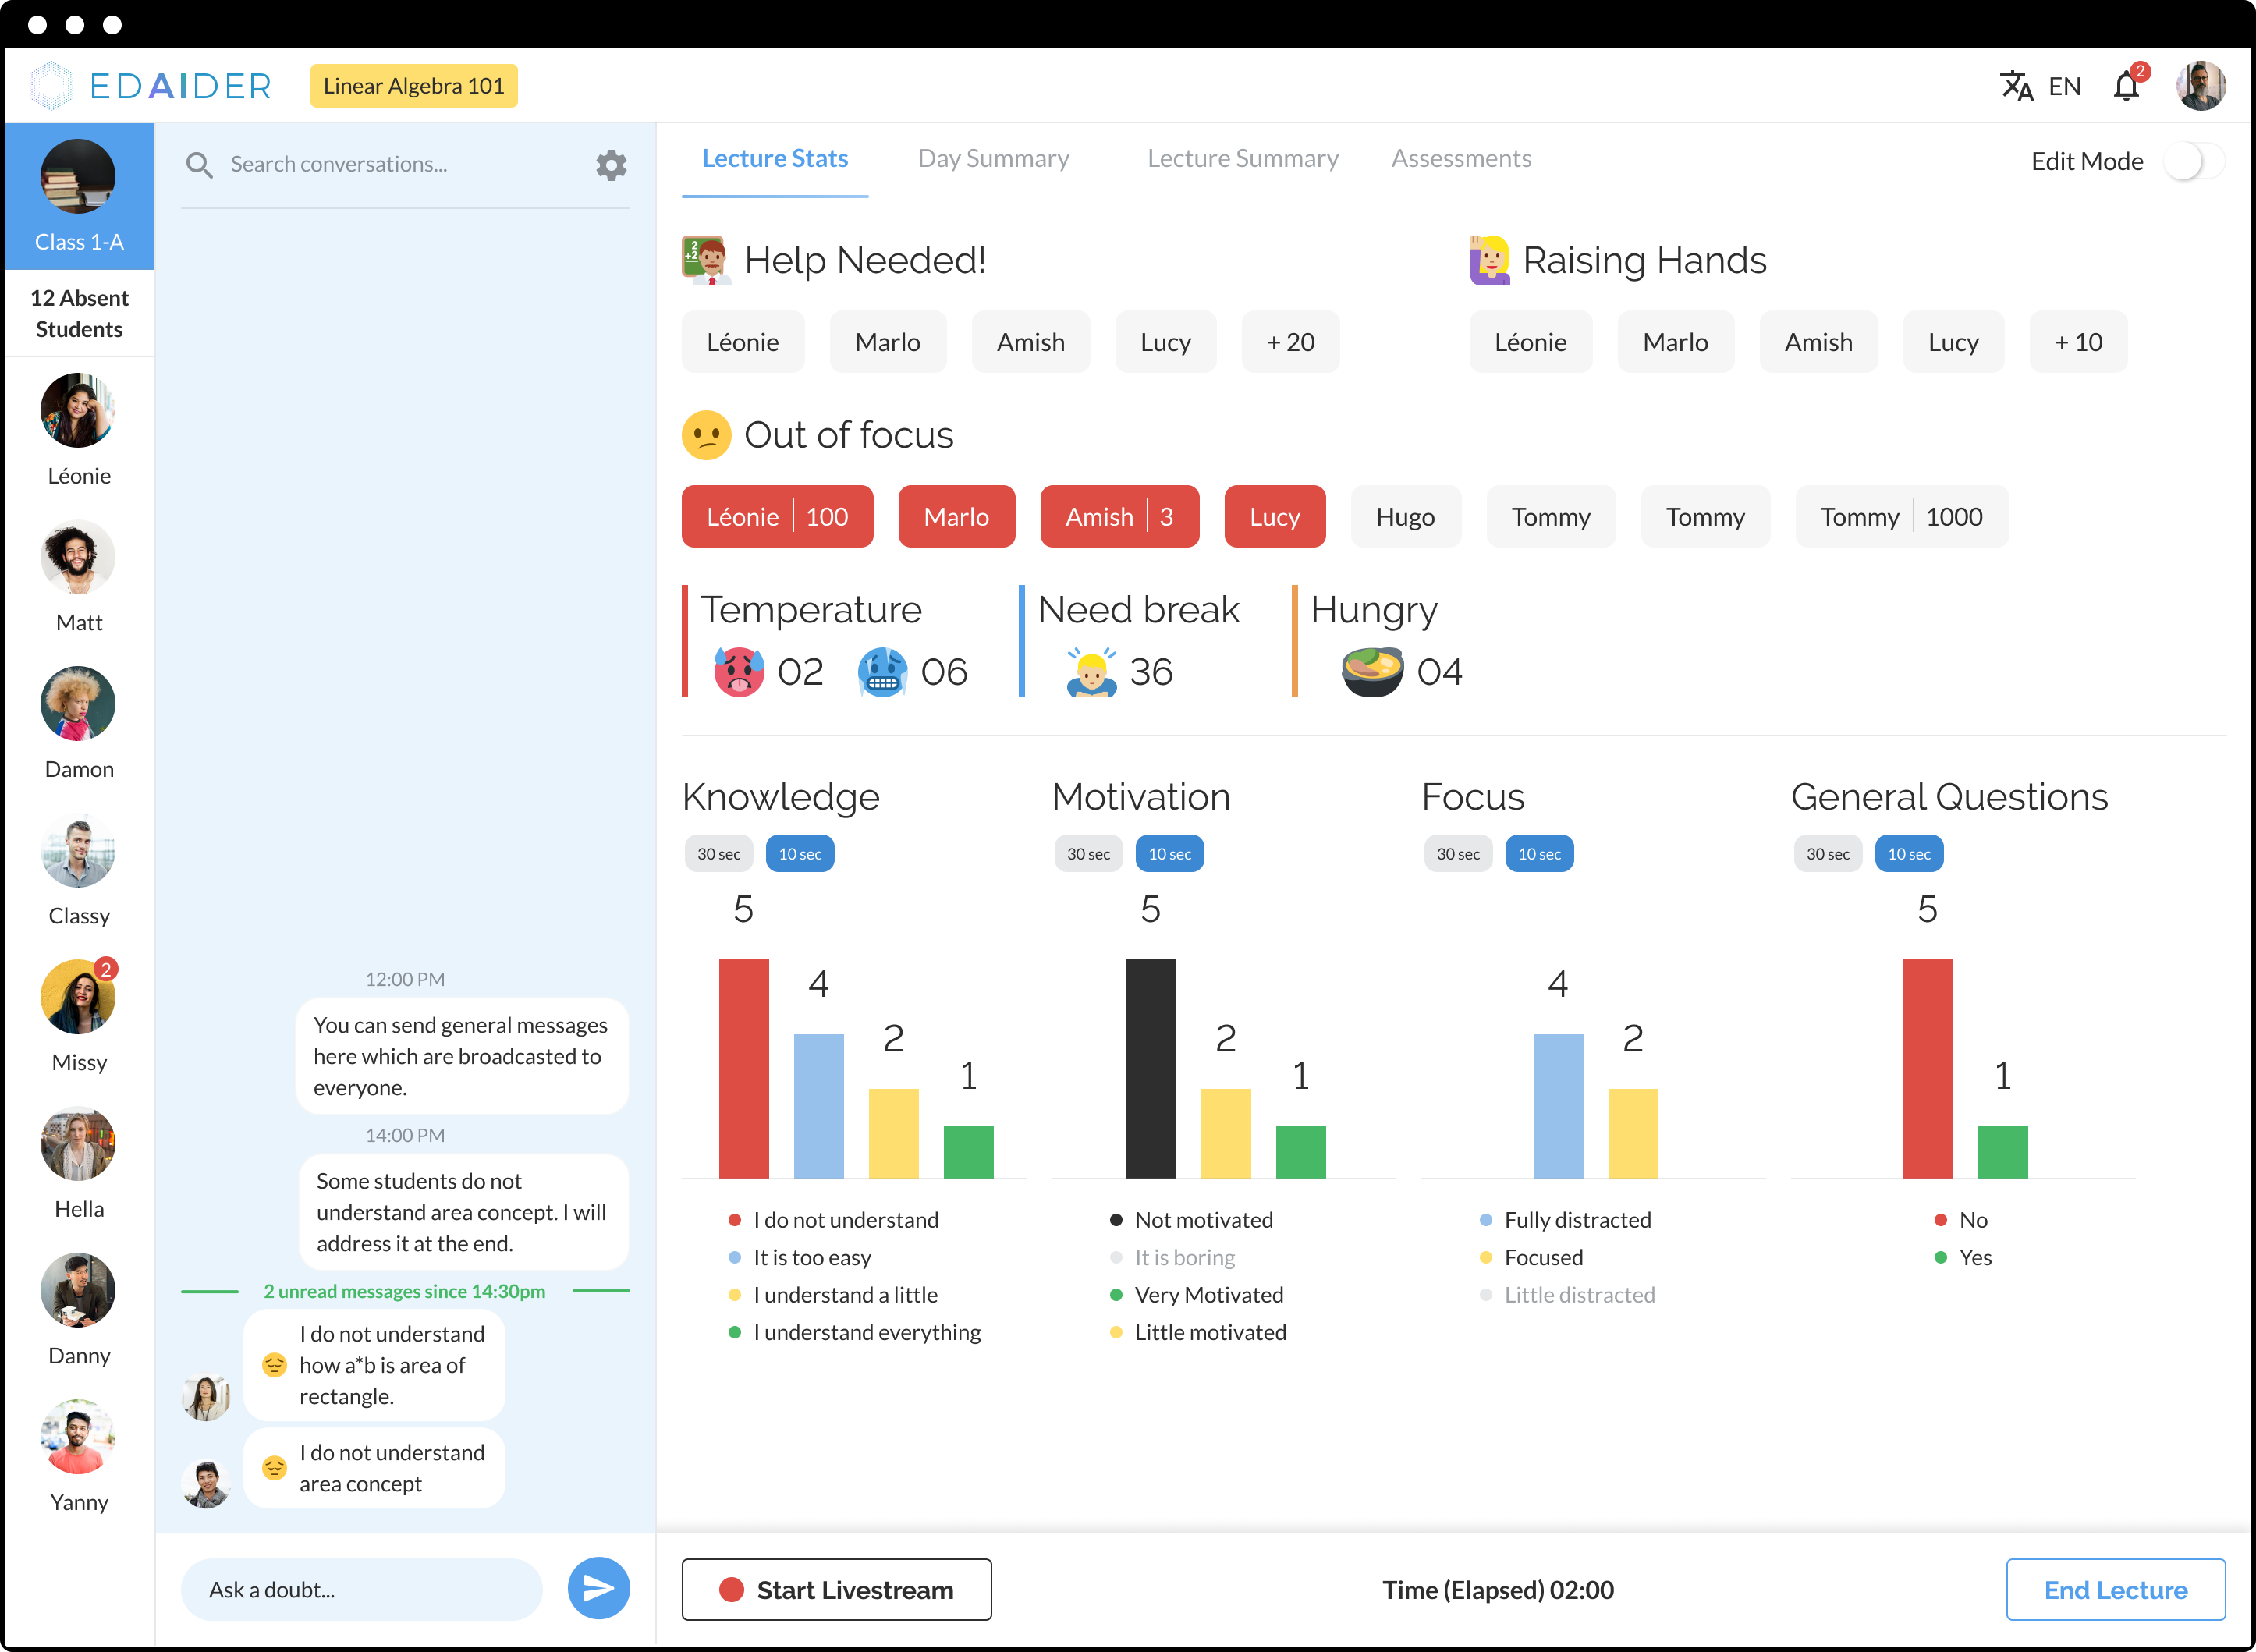 EDAIDER
Linear Algebra 101
EN
2
Class 1-A
12 Absent
Students
Léonie
Matt
Damon
Classy
2
Missy
Hella
Danny
Yanny
Search conversations...
12:00 PM
You can send general messages
here which are broadcasted to
everyone.
14:00 PM
Some students do not
understand area concept. I will
address it at the end.
2 unread messages since 14:30pm
I do not understand
how a*b is area of
rectangle.
I do not understand
area concept
Ask a doubt...
Lecture Stats
Day Summary
Lecture Summary
Assessments
Edit Mode
2
+2
=
Help Needed!
Léonie
Marlo
Amish
Lucy
+ 20
Raising Hands
Léonie
Marlo
Amish
Lucy
+ 10
Out of focus
Léonie | 100
Marlo
Amish | 3
Lucy
Hugo
Tommy
Tommy
Tommy | 1000
Temperature
02
06
Need break
36
Hungry
04
Knowledge
30 sec
10 sec
5
4
2
1
I do not understand
It is too easy
I understand a little
I understand everything
Motivation
30 sec
10 sec
5
2
1
Not motivated
It is boring
Very Motivated
Little motivated
Focus
30 sec
10 sec
4
2
Fully distracted
Focused
Little distracted
General Questions
30 sec
10 sec
5
1
No
Yes
Start Livestream
Time (Elapsed) 02:00
End Lecture